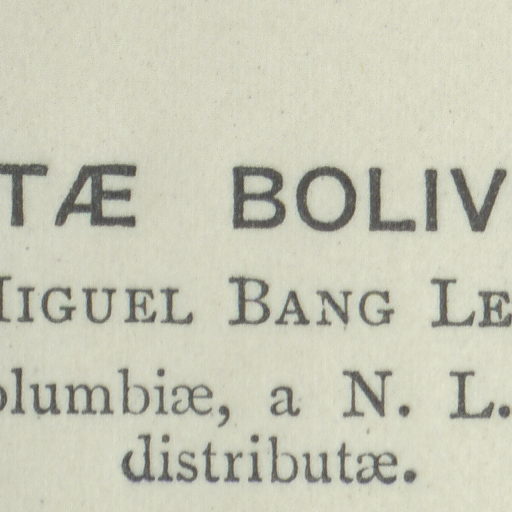 TÆ BOLIV
MIGUEL BANG LE
olumbiæ, a N. L.
distributæ.